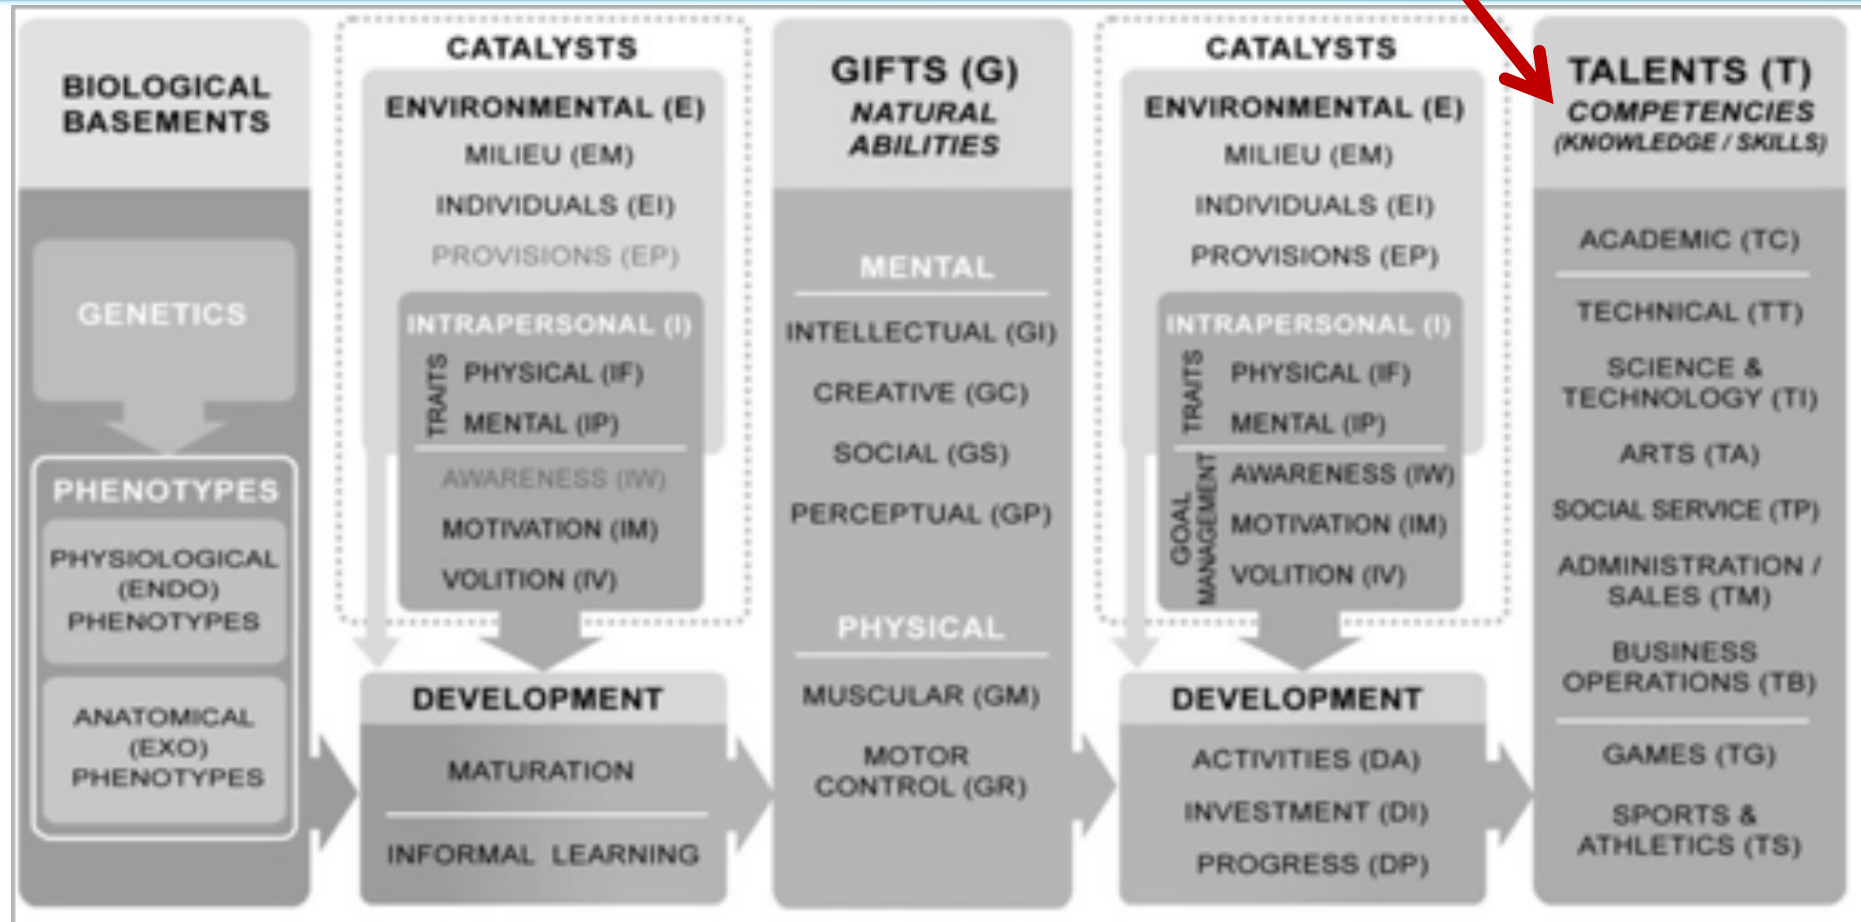 BIOLOGICAL
BASEMENTS
GENETICS
PHENOTYPES
PHYSIOLOGICAL
(ENDO)
PHENOTYPES
ANATOMICAL
(EXO)
PHENOTYPES
CATALYSTS
ENVIRONMENTAL (E)
MILIEU (EM)
INDIVIDUALS (EI)
PROVISIONS (EP)
INTRAPERSONAL (I)
TRAITS
PHYSICAL (IF)
MENTAL (IP)
AWARENESS (IW)
MOTIVATION (IM)
VOLITION (IV)
DEVELOPMENT
MATURATION
INFORMAL LEARNING
GIFTS (G)
NATURAL
ABILITIES
MENTAL
INTELLECTUAL (GI)
CREATIVE (GC)
SOCIAL (GS)
PERCEPTUAL (GP)
PHYSICAL
MUSCULAR (GM)
MOTOR
CONTROL (GR)
CATALYSTS
ENVIRONMENTAL (E)
MILIEU (EM)
INDIVIDUALS (EI)
PROVISIONS (EP)
INTRAPERSONAL (I)
TRAITS
PHYSICAL (IF)
MENTAL (IP)
GOAL
MANAGEMENT
AWARENESS (IW)
MOTIVATION (IM)
VOLITION (IV)
DEVELOPMENT
ACTIVITIES (DA)
INVESTMENT (DI)
PROGRESS (DP)
TALENTS (T)
COMPETENCIES
(KNOWLEDGE / SKILLS)
ACADEMIC (TC)
TECHNICAL (TT)
SCIENCE &
TECHNOLOGY (TI)
ARTS (TA)
SOCIAL SERVICE (TP)
ADMINISTRATION /
SALES (TM)
BUSINESS
OPERATIONS (TB)
GAMES (TG)
SPORTS &
ATHLETICS (TS)